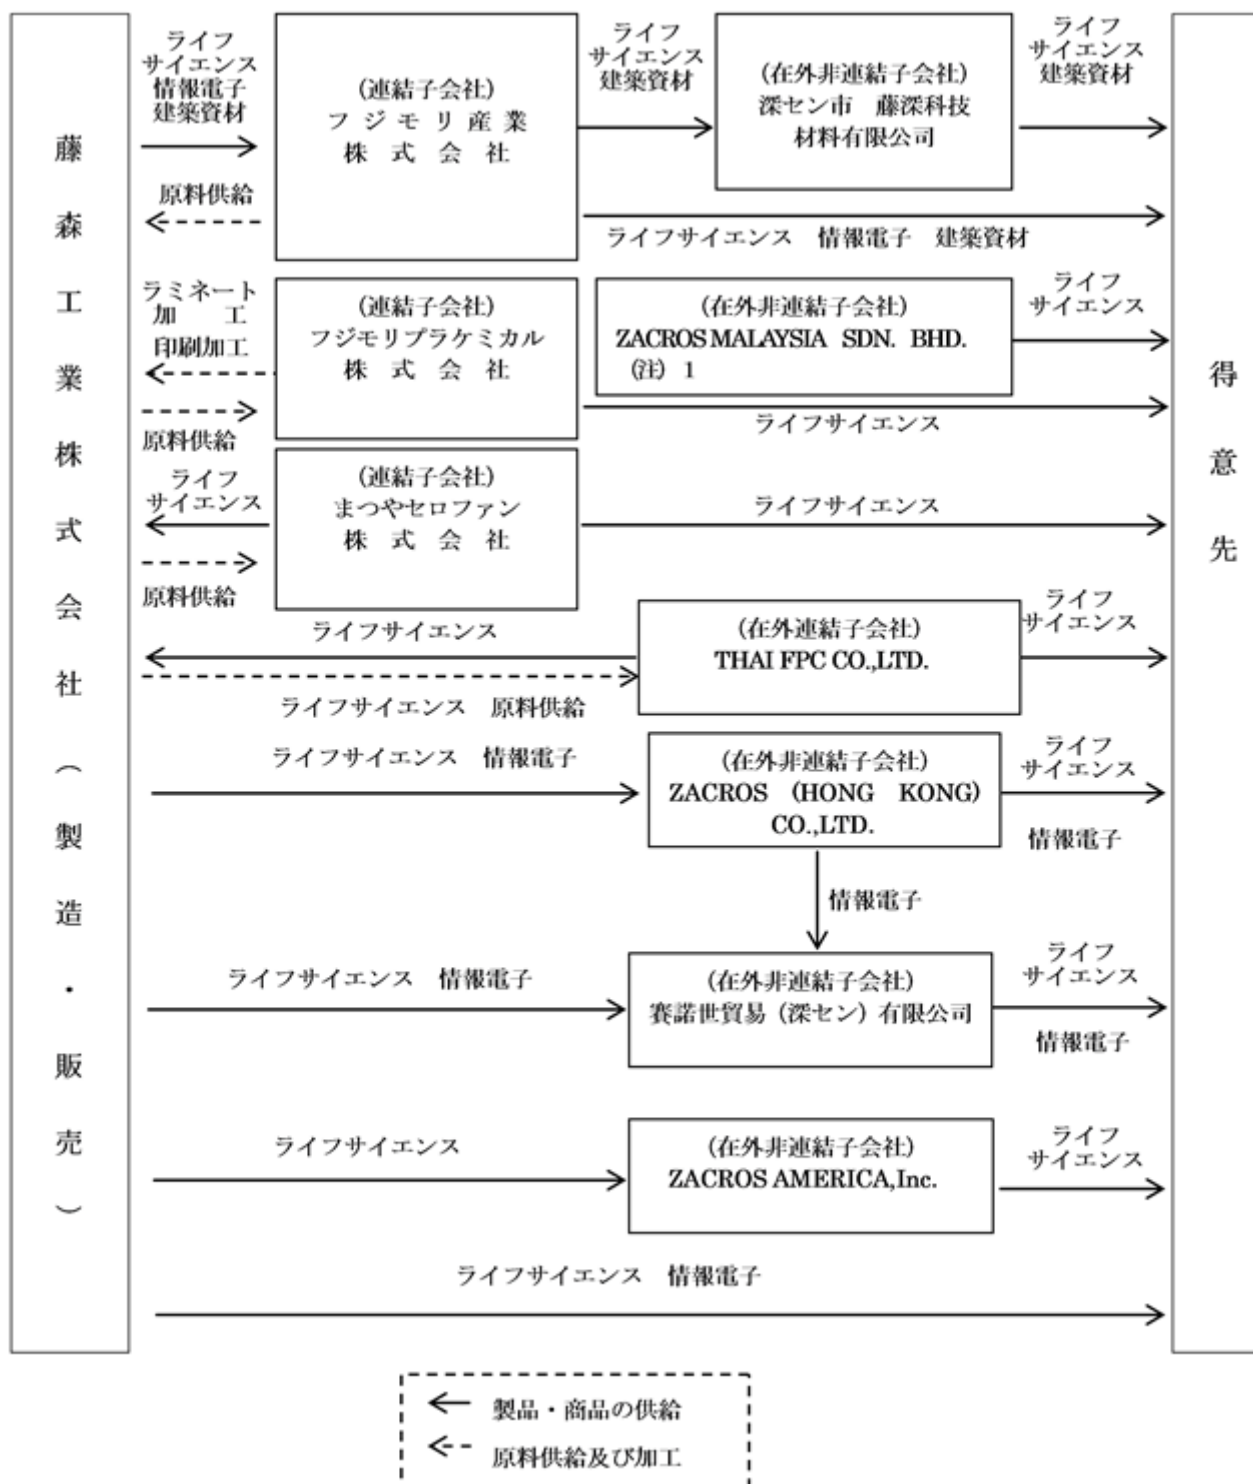 藤森工業株式会社（製造・販売）
ライフ
サイエンス
情報電子
建築資材
原料供給
(連結子会社)
フジモリ産業
株式会社
ライフ
サイエンス
建築資材
(在外非連結子会社)
深セン市　藤深科技
材料有限公司
ライフ
サイエンス
建築資材
ライフサイエンス　情報電子　建築資材
ラミネート
加　工
印刷加工
原料供給
(連結子会社)
フジモリプラケミカル
株式会社
(在外非連結子会社)
ZACROS MALAYSIA SDN. BHD.
（注）1
ライフ
サイエンス
ライフサイエンス
ライフ
サイエンス
原料供給
(連結子会社)
まつやセロファン
株式会社
ライフサイエンス
ライフサイエンス
ライフサイエンス　原料供給
(在外連結子会社)
THAI FPC CO.,LTD.
ライフ
サイエンス
ライフサイエンス　情報電子
(在外非連結子会社)
ZACROS (HONG KONG)
CO.,LTD.
ライフ
サイエンス
情報電子
情報電子
ライフサイエンス　情報電子
(在外非連結子会社)
賽諾世貿易（深セン）有限公司
ライフ
サイエンス
情報電子
ライフサイエンス
(在外非連結子会社)
ZACROS AMERICA,Inc.
ライフ
サイエンス
ライフサイエンス　情報電子
得意先
製品・商品の供給
原料供給及び加工